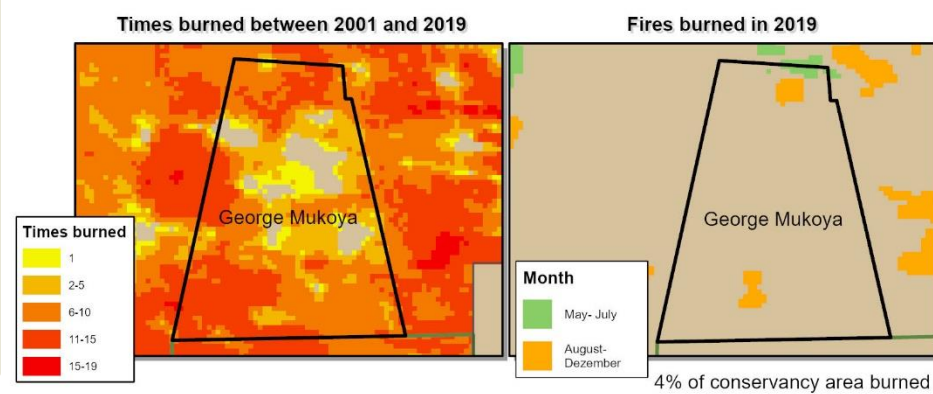 Times burned between 2001 and 2019
George Mukoya
Times burned
1
2-5
6-10
11-15
15-19
Fires burned in 2019
George Mukoya
Month
May- July
August-
Dezember
4% of conservancy area burned